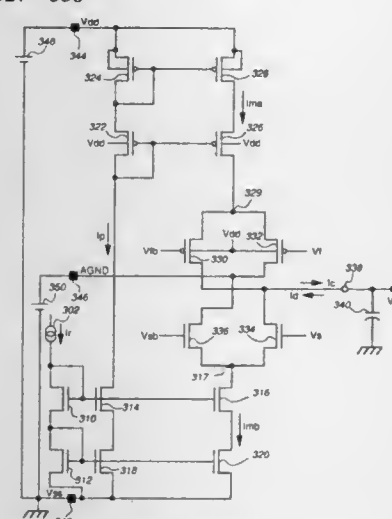 Vdd
348
344
324
328
Ima
322
326
Vdd
Vdd
329
Ip
Vdd
332
Vfb
330
Vf
AGND
Ic
338
Id
V
346
350
340
302
336
334
Vsb
Vs
Ir
317
310
314
316
Imb
312
318
320
Vss